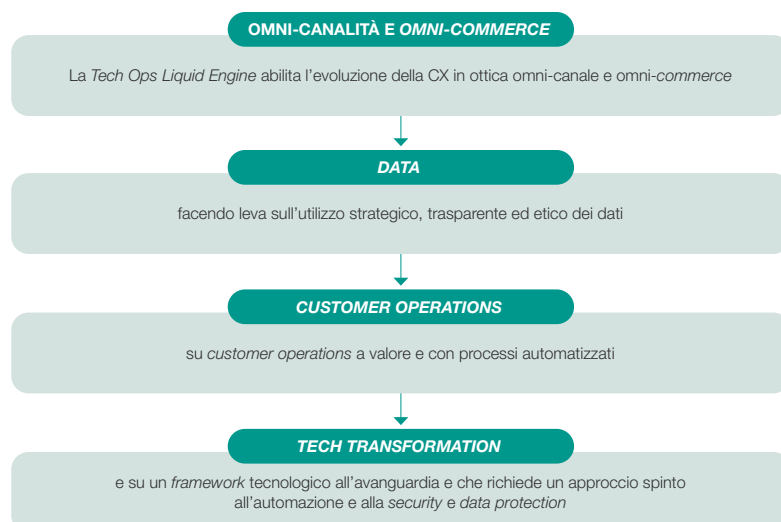 OMNI-CANALITÀ E OMNI-COMMERCE
La Tech Ops Liquid Engine abilita l'evoluzione della CX in ottica omni-canale e omni-commerce
DATA
facendo leva sull'utilizzo strategico, trasparente ed etico dei dati
CUSTOMER OPERATIONS
su customer operations a valore e con processi automatizzati
TECH TRANSFORMATION
e su un framework tecnologico all'avanguardia e che richiede un approccio spinto
all'automazione e alla security e data protection